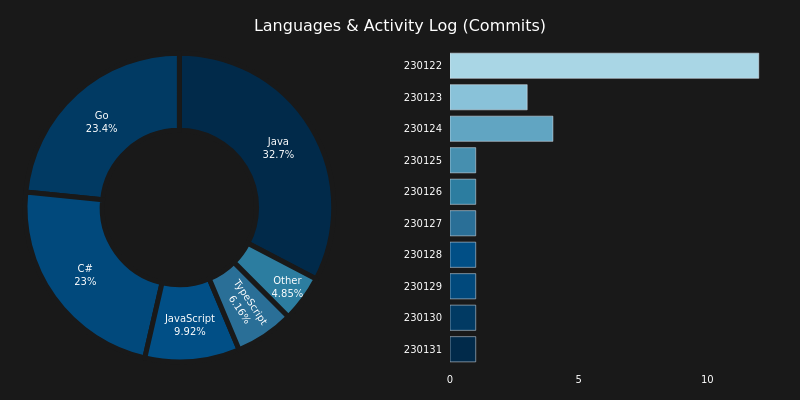 Languages & Activity Log (Commits)
Go
23.4%
Java
32.7%
C#
23%
JavaScript
9.92%
TypeScript
6.16%
Other
4.85%
230122
230123
230124
230125
230126
230127
230128
230129
230130
230131
0
5
10